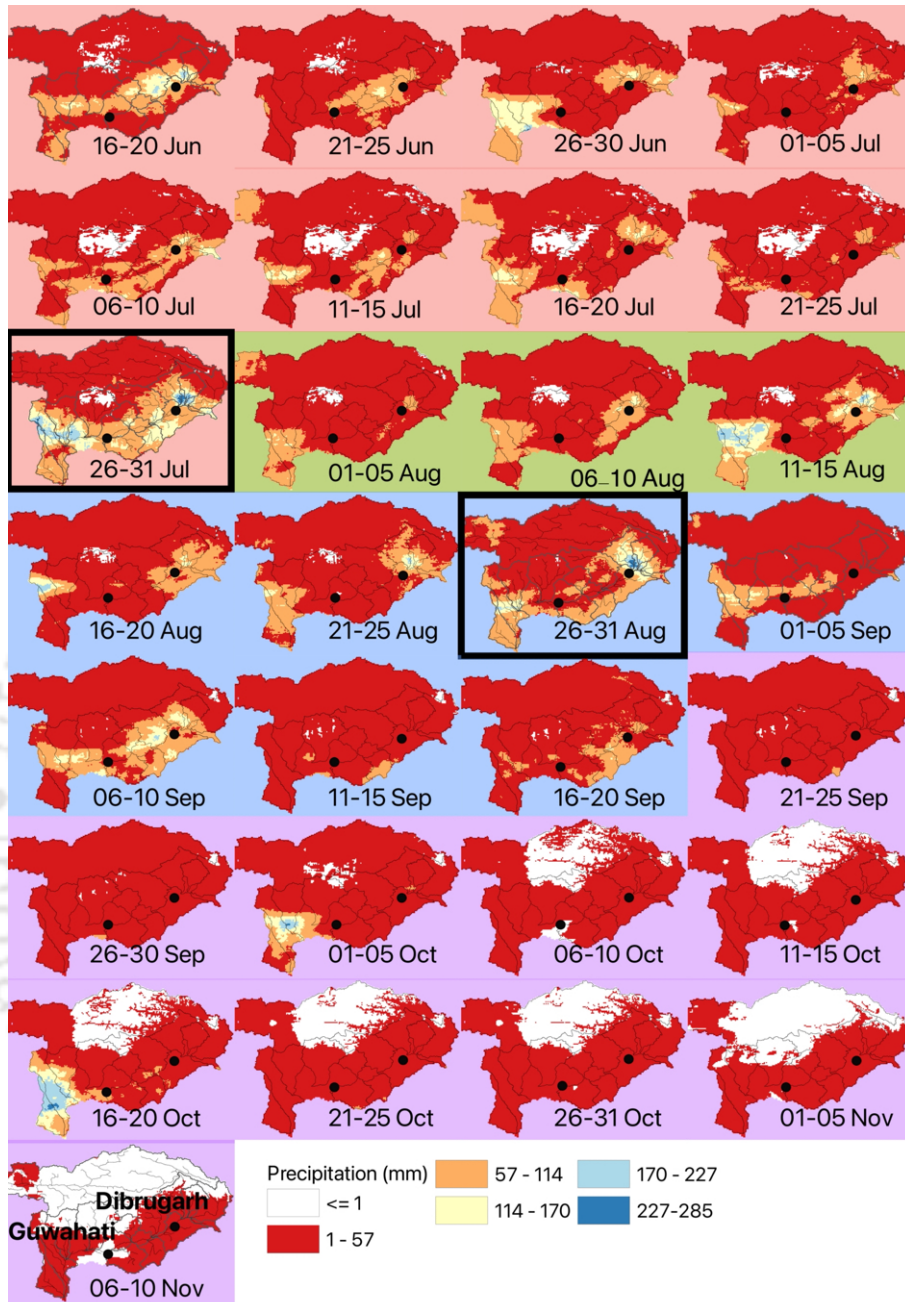 16-20 Jun
21-25 Jun
26-30 Jun
01-05 Jul
06-10 Jul
11-15 Jul
16-20 Jul
21-25 Jul
26-31 Jul
01-05 Aug
06–10 Aug
11-15 Aug
16-20 Aug
21-25 Aug
26-31 Aug
01-05 Sep
06-10 Sep
11-15 Sep
16-20 Sep
21-25 Sep
26-30 Sep
01-05 Oct
06-10 Oct
11-15 Oct
16-20 Oct
21-25 Oct
26-31 Oct
01-05 Nov
Dibrugarh
Guwahati
06-10 Nov
Precipitation (mm)
<= 1
1 - 57
57 - 114
114 - 170
170 - 227
227-285